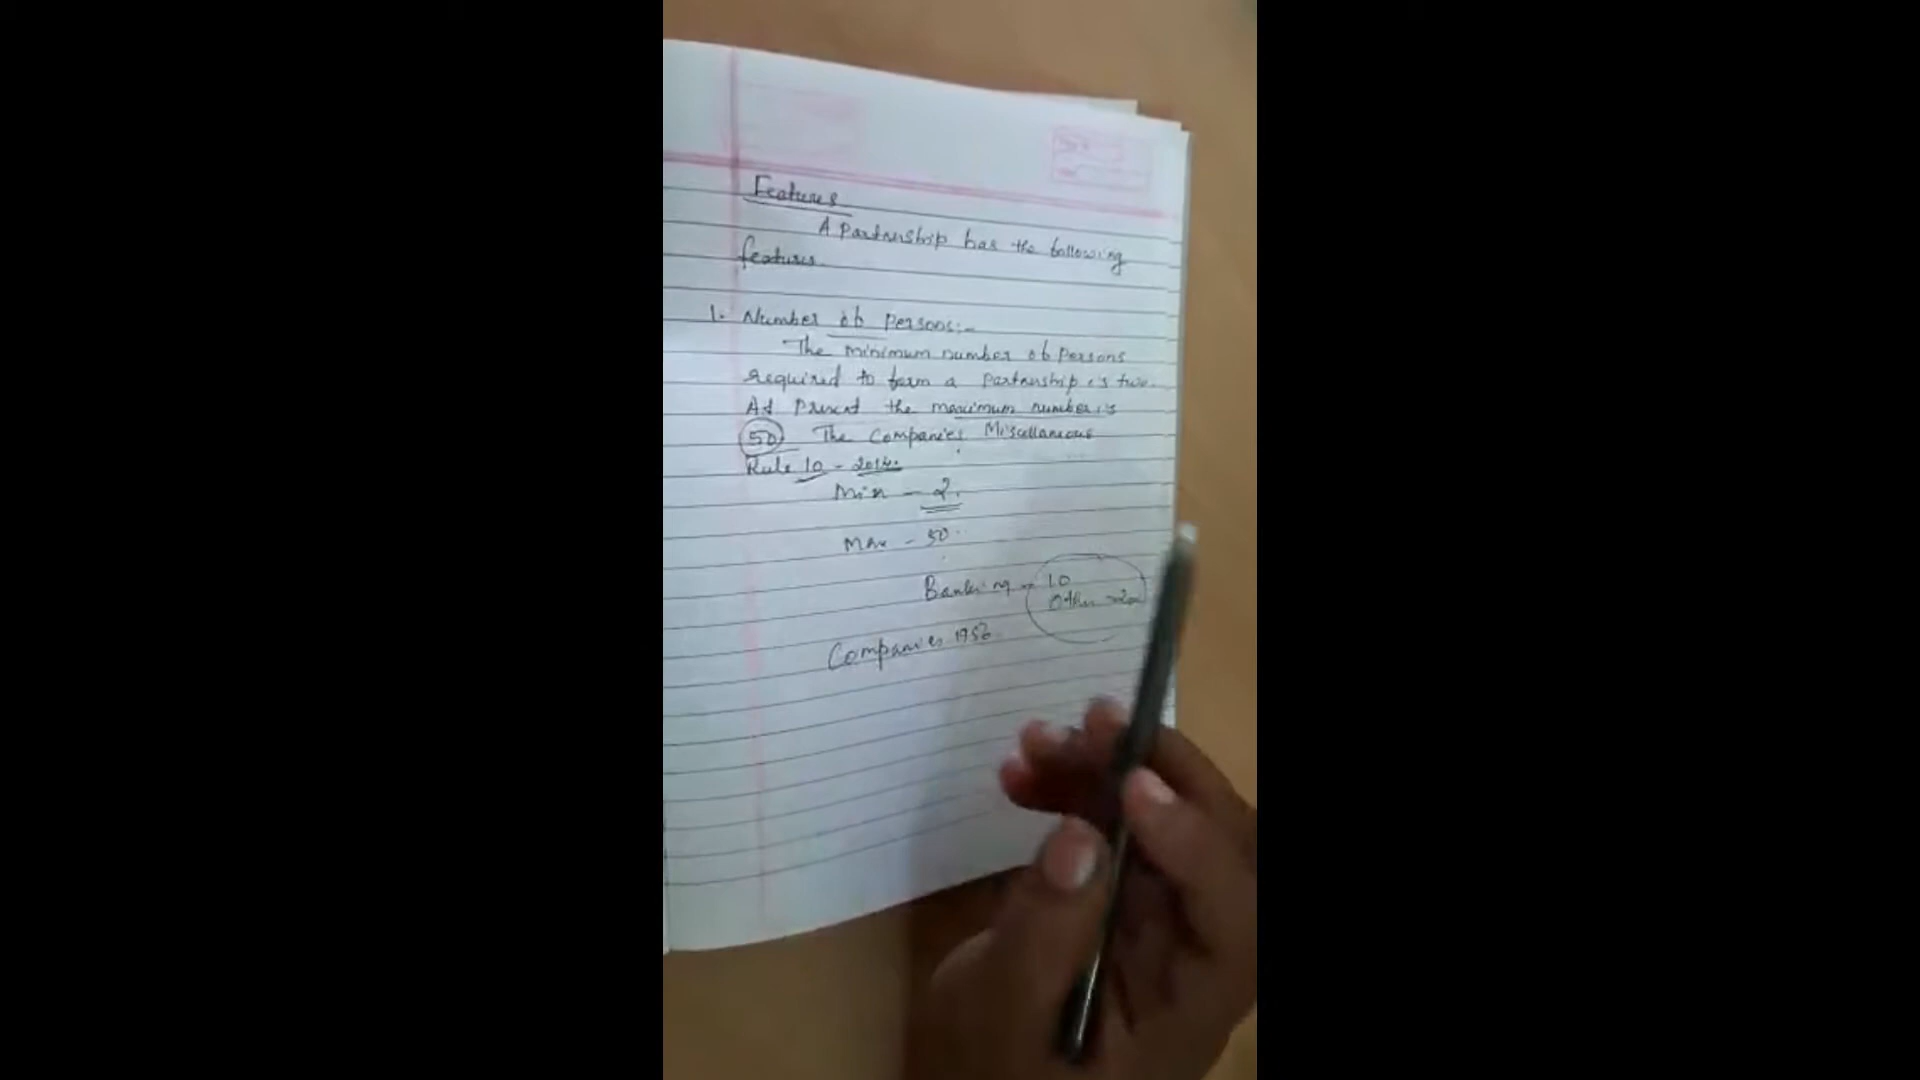 Features
A Partnership has the following
features.
1. Number of Persons:-
The minimum number of Persons
required to form a Partnership is two.
At Present the maximum number is
50 The Companies Miscellaneous
Rule 10 - 2014.
Min - 2.
Max - 50.
Banking - 10
Other - 20
Companies 1956